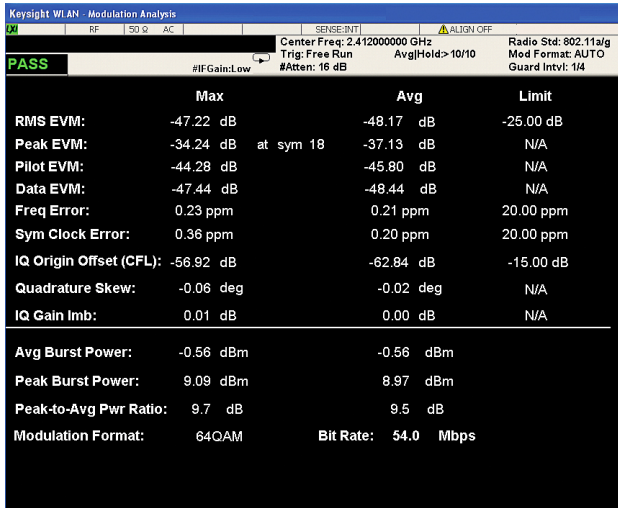 Keysight WLAN - Modulation Analysis
LXI RF 50 Ω AC SENSE:INT ALIGN OFF
Center Freq: 2.412000000 GHz Radio Std: 802.11a/g
Trig: Free Run Avg|Hold:> 10/10 Mod Format: AUTO
PASS #IFGain:Low #Atten: 16 dB Guard Intvl: 1/4
Max Avg Limit
RMS EVM: -47.22 dB -48.17 dB -25.00 dB
Peak EVM: -34.24 dB at sym 18 -37.13 dB N/A
Pilot EVM: -44.28 dB -45.80 dB N/A
Data EVM: -47.44 dB -48.44 dB N/A
Freq Error: 0.23 ppm 0.21 ppm 20.00 ppm
Sym Clock Error: 0.36 ppm 0.20 ppm 20.00 ppm
IQ Origin Offset (CFL): -56.92 dB -62.84 dB -15.00 dB
Quadrature Skew: -0.06 deg -0.02 deg N/A
IQ Gain Imb: 0.01 dB 0.00 dB N/A
Avg Burst Power: -0.56 dBm -0.56 dBm
Peak Burst Power: 9.09 dBm 8.97 dBm
Peak-to-Avg Pwr Ratio: 9.7 dB 9.5 dB
Modulation Format: 64QAM Bit Rate: 54.0 Mbps